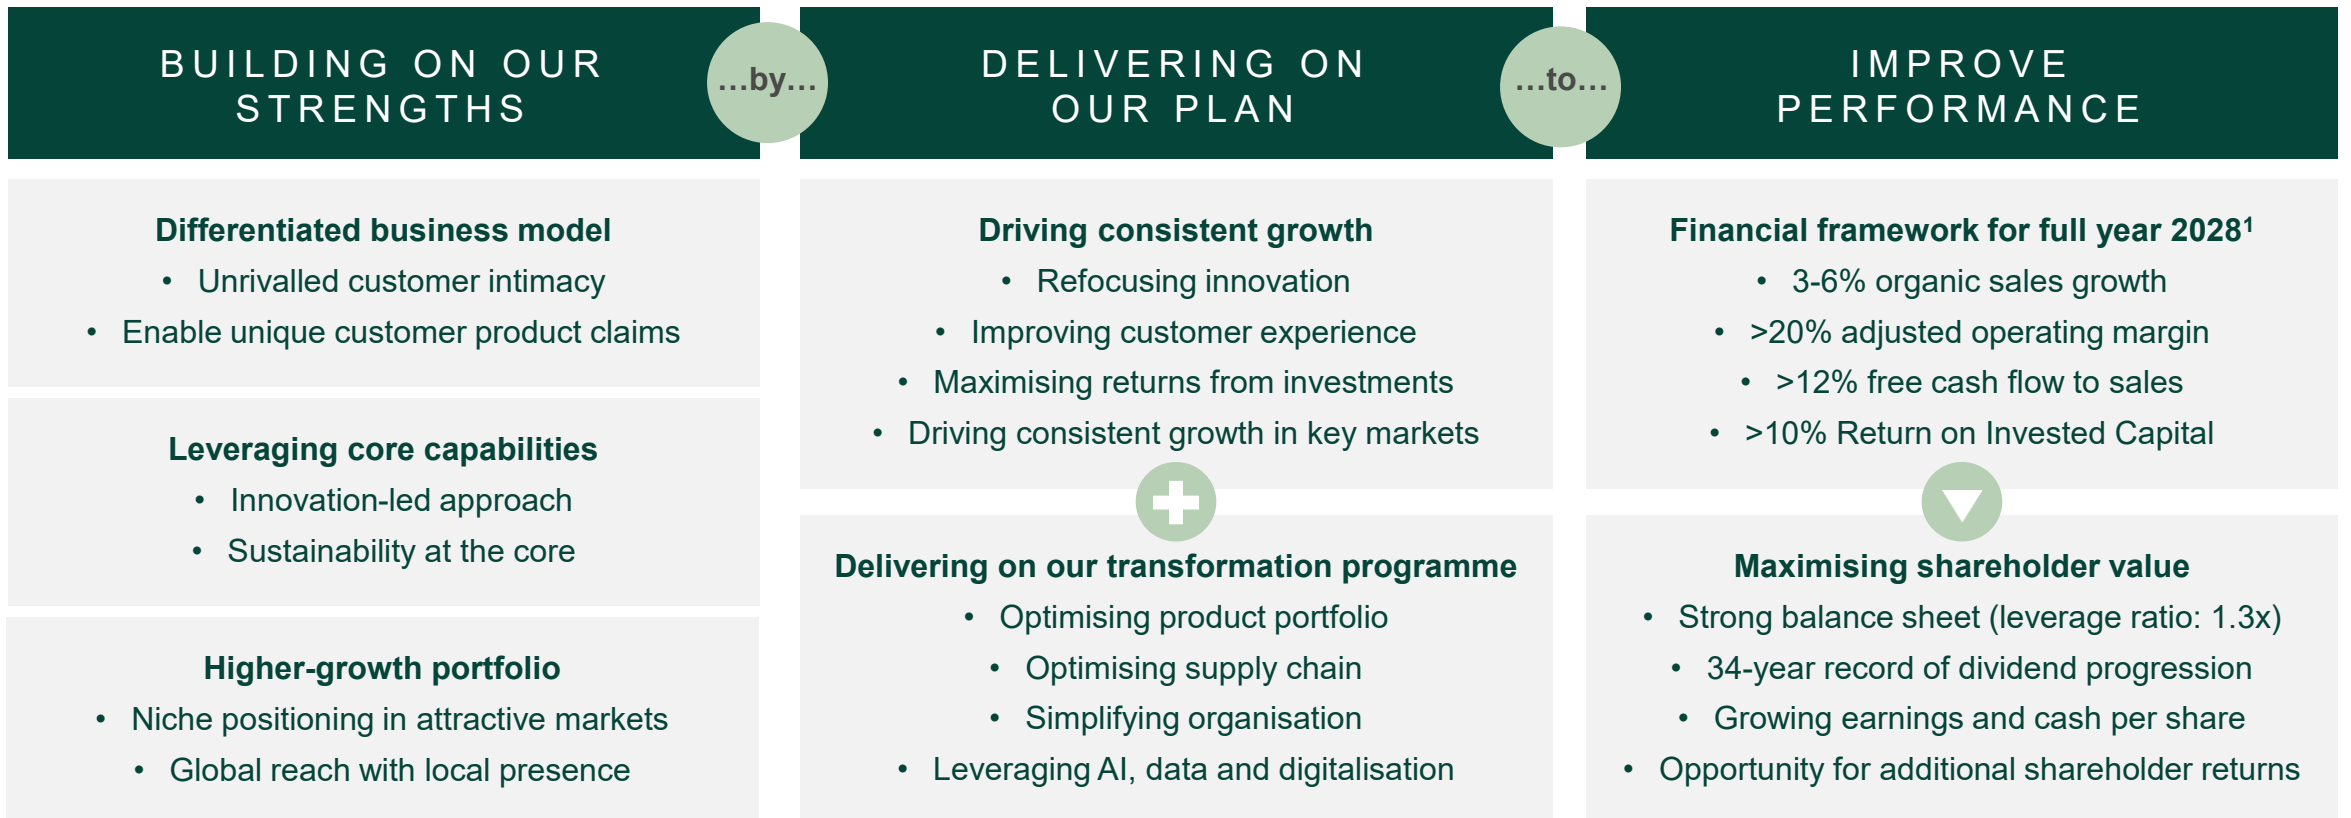 BUILDING ON OUR
STRENGTHS
…by…
DELIVERING ON
OUR PLAN
…to…
IMPROVE
PERFORMANCE
Differentiated business model
• Unrivalled customer intimacy
• Enable unique customer product claims
Leveraging core capabilities
• Innovation-led approach
• Sustainability at the core
Higher-growth portfolio
• Niche positioning in attractive markets
• Global reach with local presence
Driving consistent growth
• Refocusing innovation
• Improving customer experience
• Maximising returns from investments
• Driving consistent growth in key markets
Delivering on our transformation programme
• Optimising product portfolio
• Optimising supply chain
• Simplifying organisation
• Leveraging AI, data and digitalisation
Financial framework for full year 2028¹
• 3-6% organic sales growth
• >20% adjusted operating margin
• >12% free cash flow to sales
• >10% Return on Invested Capital
Maximising shareholder value
• Strong balance sheet (leverage ratio: 1.3x)
• 34-year record of dividend progression
• Growing earnings and cash per share
• Opportunity for additional shareholder returns